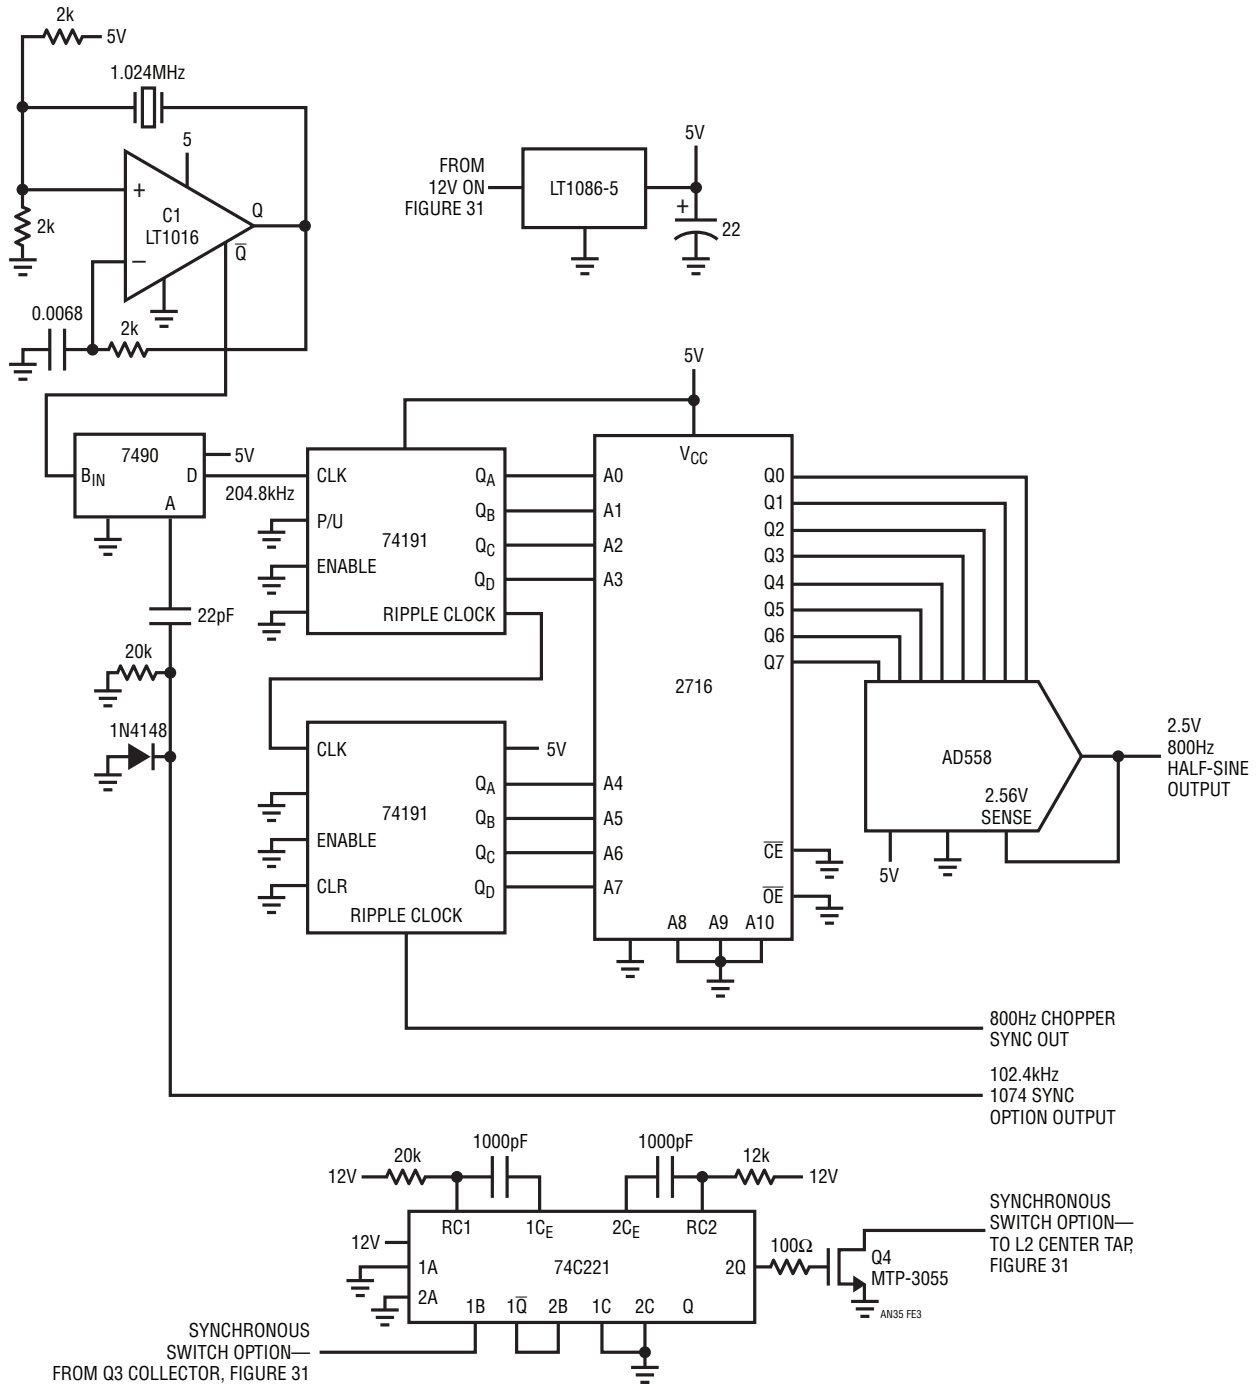 2k
5V
1.024MHz
5
+
C1
LT1016
Q
Q̅
2k
−
0.0068
2k
FROM
12V ON
FIGURE 31
LT1086-5
5V
+
22
5V
7490
5V
BIN
D
A
204.8kHz
CLK
P/U
ENABLE
74191
QA
QB
QC
QD
RIPPLE CLOCK
VCC
A0
A1
A2
A3
2716
Q0
Q1
Q2
Q3
Q4
Q5
Q6
Q7
22pF
20k
1N4148
CLK
5V
74191
ENABLE
CLR
QA
QB
QC
QD
RIPPLE CLOCK
A4
A5
A6
A7
C̅E̅
O̅E̅
A8 A9 A10
AD558
2.56V
SENSE
5V
2.5V
800Hz
HALF-SINE
OUTPUT
800Hz CHOPPER
SYNC OUT
102.4kHz
1074 SYNC
OPTION OUTPUT
12V
20k
1000pF
1000pF
12k
12V
RC1
1CE
2CE
RC2
12V
1A
2A
74C221
2Q
1B
1Q̅
2B
1C
2C
Q
100Ω
Q4
MTP-3055
AN35 FE3
SYNCHRONOUS
SWITCH OPTION—
TO L2 CENTER TAP,
FIGURE 31
SYNCHRONOUS
SWITCH OPTION—
FROM Q3 COLLECTOR, FIGURE 31